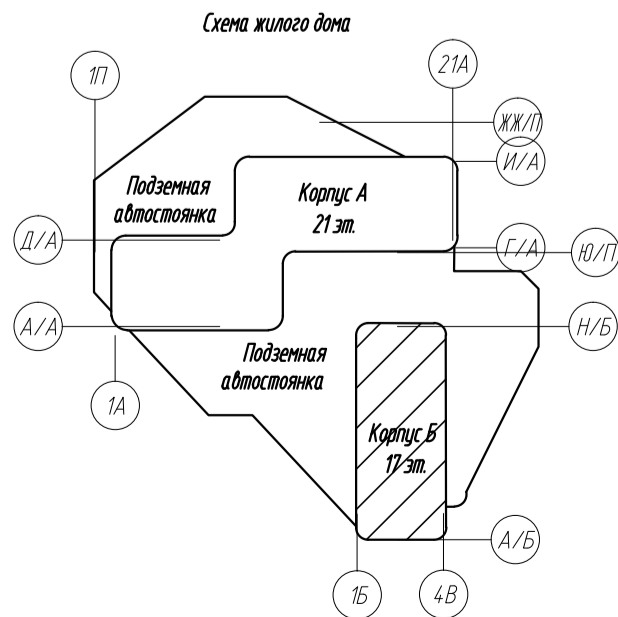 Схема жилого дома
1П
21А
ЖЖ/П
И/А
Подземная
автостоянка
Корпус А
21 эт.
Д/А
Г/А
Ю/П
А/А
Н/Б
Подземная
автостоянка
1А
Корпус Б
17 эт.
А/Б
1Б
4В